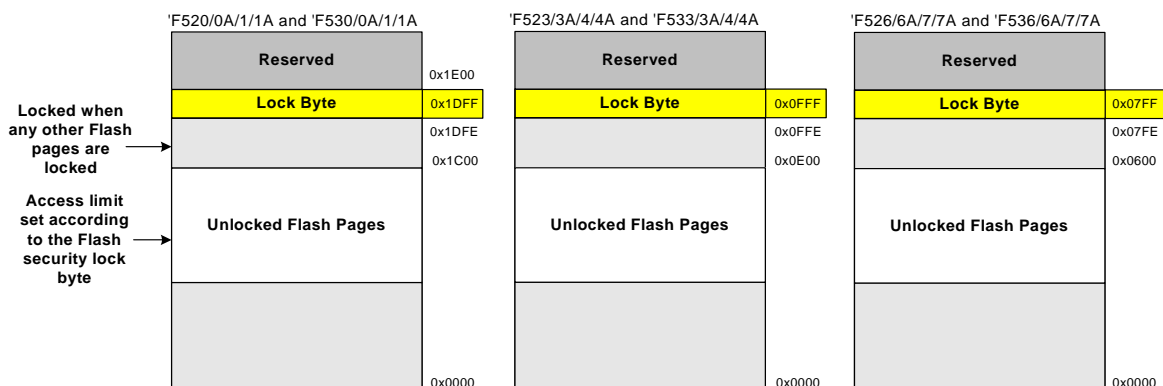 'F520/0A/1/1A and 'F530/0A/1/1A
'F523/3A/4/4A and 'F533/3A/4/4A
'F526/6A/7/7A and 'F536/6A/7/7A
Reserved
0x1E00
Reserved
Reserved
Lock Byte
0x1DFF
Lock Byte
0x0FFF
Lock Byte
0x07FF
Locked when
any other Flash
pages are
locked
0x1DFE
0x1C00
0x0FFE
0x0E00
0x07FE
0x0600
Access limit
set according
to the Flash
security lock
byte
Unlocked Flash Pages
Unlocked Flash Pages
Unlocked Flash Pages
0x0000
0x0000
0x0000